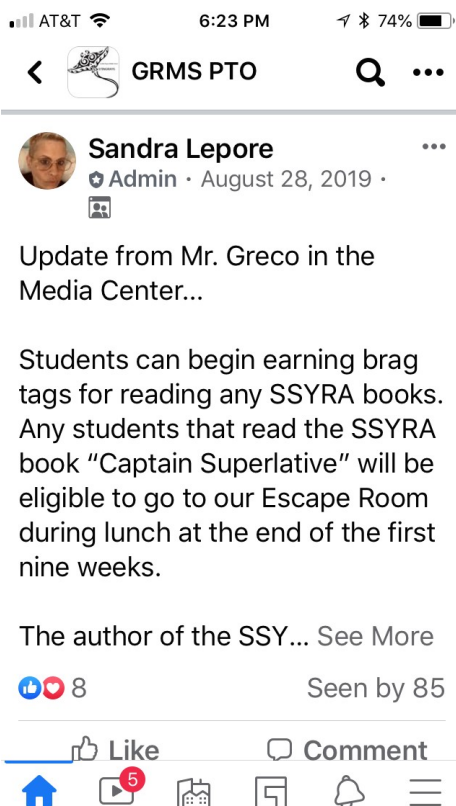 AT&T 6:23 PM 74%
GRMS PTO
Sandra Lepore
Admin · August 28, 2019 ·
Update from Mr. Greco in the
Media Center...
Students can begin earning brag
tags for reading any SSYRA books.
Any students that read the SSYRA
book “Captain Superlative” will be
eligible to go to our Escape Room
during lunch at the end of the first
nine weeks.
The author of the SSY... See More
8 Seen by 85
Like Comment
5